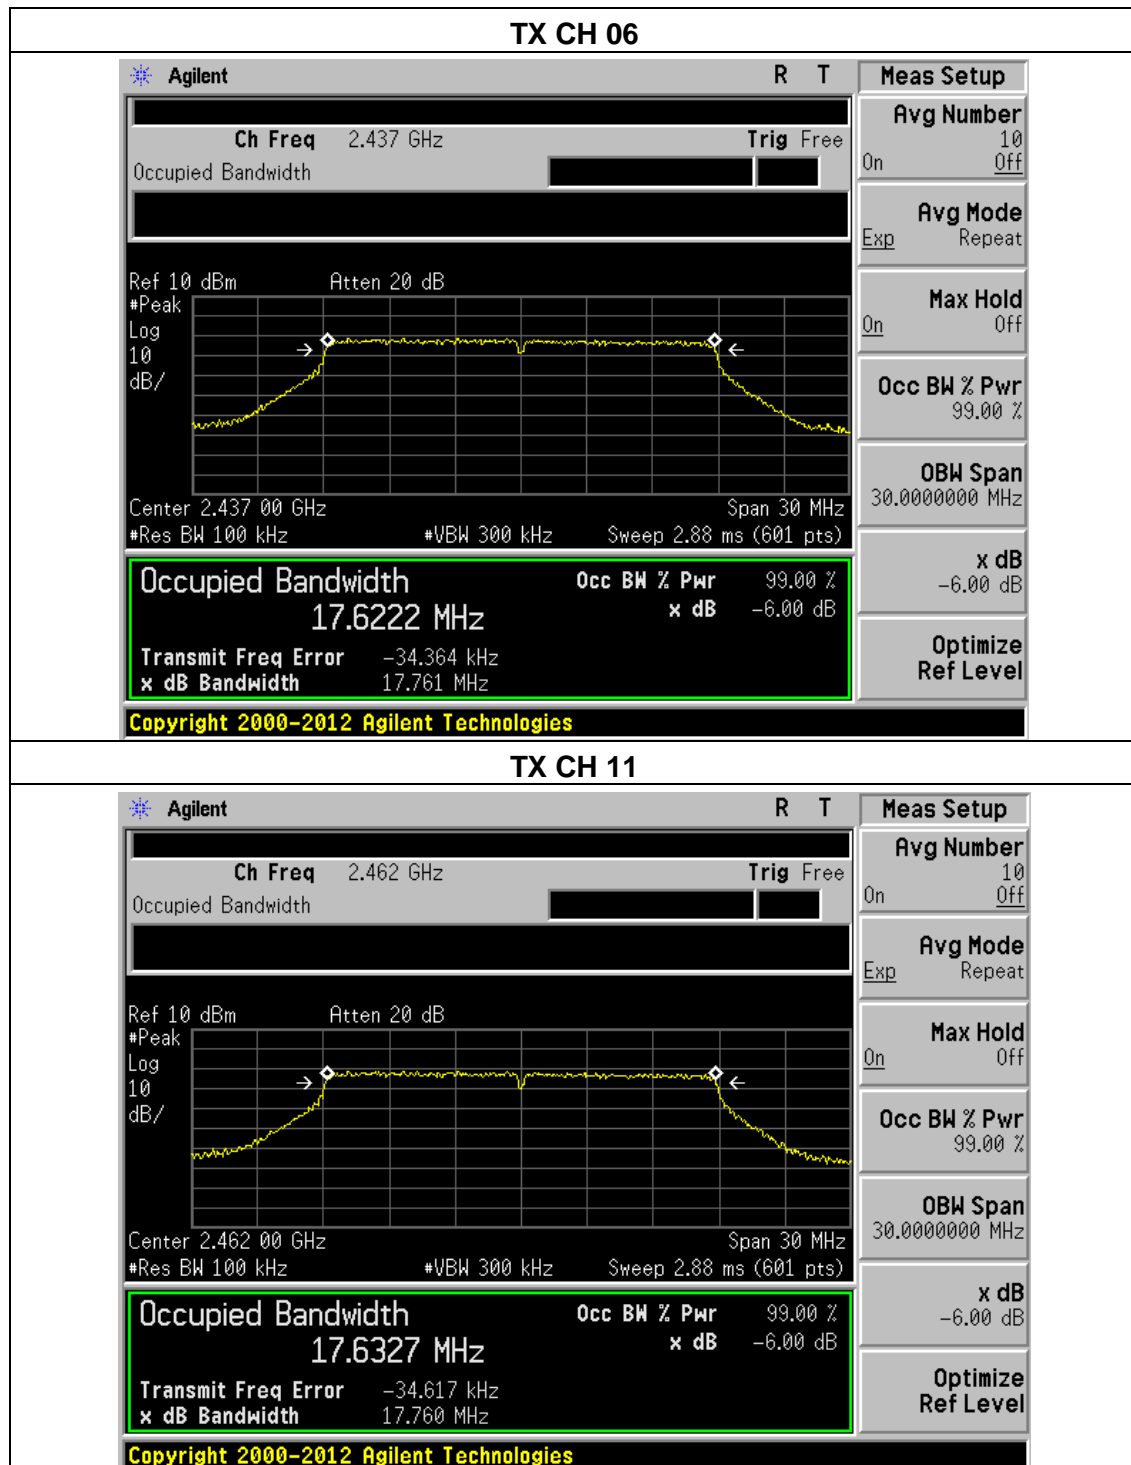 TX CH 06
Agilent R T Meas Setup
Ch Freq 2.437 GHz Trig Free
Occupied Bandwidth
Avg Number
10
On Off
Avg Mode
Exp Repeat
Max Hold
On Off
Occ BW % Pwr
99.00 %
OBW Span
30.0000000 MHz
x dB
-6.00 dB
Optimize
Ref Level
Ref 10 dBm Atten 20 dB
#Peak
Log
10
dB/
Center 2.437 00 GHz Span 30 MHz
#Res BW 100 kHz #VBW 300 kHz Sweep 2.88 ms (601 pts)
Occupied Bandwidth Occ BW % Pwr 99.00 %
17.6222 MHz x dB -6.00 dB
Transmit Freq Error -34.364 kHz
x dB Bandwidth 17.761 MHz
Copyright 2000-2012 Agilent Technologies
TX CH 11
Agilent R T Meas Setup
Ch Freq 2.462 GHz Trig Free
Occupied Bandwidth
Avg Number
10
On Off
Avg Mode
Exp Repeat
Max Hold
On Off
Occ BW % Pwr
99.00 %
OBW Span
30.0000000 MHz
x dB
-6.00 dB
Optimize
Ref Level
Ref 10 dBm Atten 20 dB
#Peak
Log
10
dB/
Center 2.462 00 GHz Span 30 MHz
#Res BW 100 kHz #VBW 300 kHz Sweep 2.88 ms (601 pts)
Occupied Bandwidth Occ BW % Pwr 99.00 %
17.6327 MHz x dB -6.00 dB
Transmit Freq Error -34.617 kHz
x dB Bandwidth 17.760 MHz
Copyright 2000-2012 Agilent Technologies